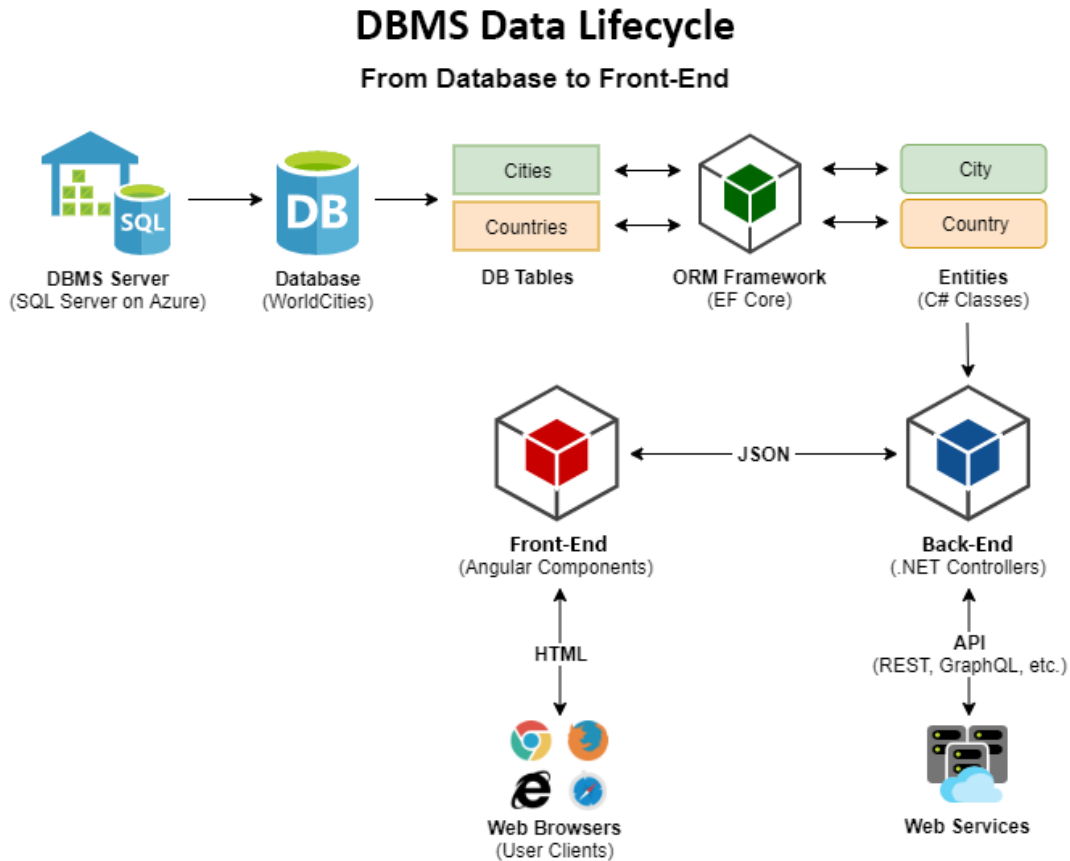 DBMS Data Lifecycle
From Database to Front-End
SQL
DB
Cities
Countries
City
Country
DBMS Server
(SQL Server on Azure)
Database
(WorldCities)
DB Tables
ORM Framework
(EF Core)
Entities
(C# Classes)
JSON
Front-End
(Angular Components)
Back-End
(.NET Controllers)
HTML
API
(REST, GraphQL, etc.)
Web Browsers
(User Clients)
Web Services